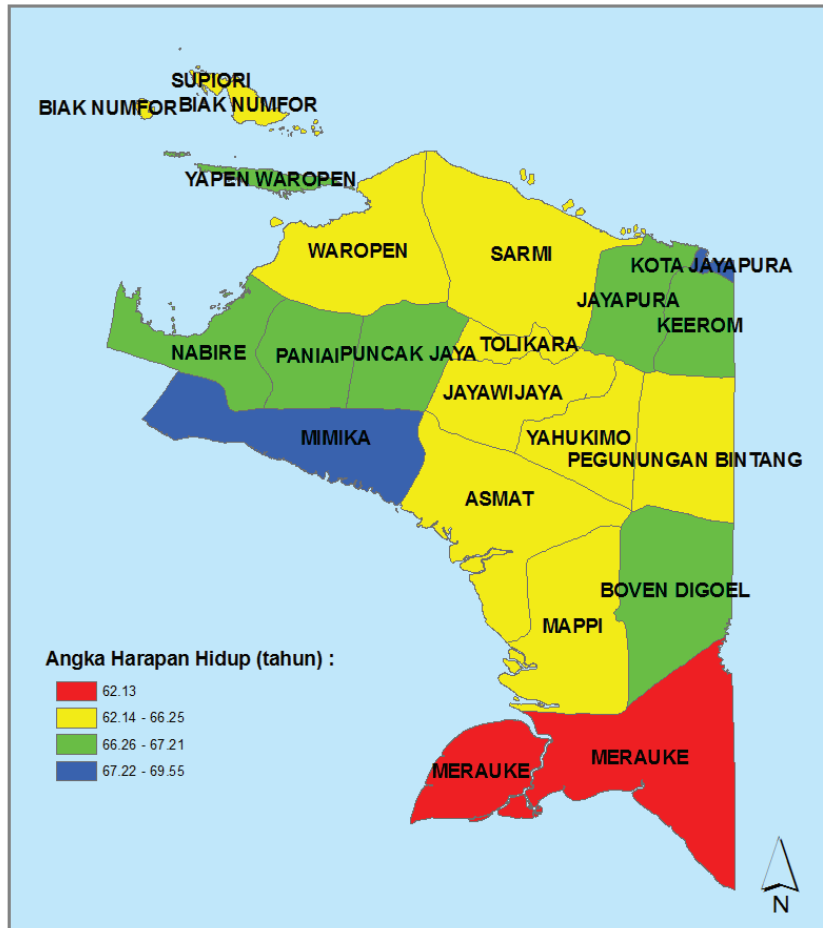 SUPIORI
BIAK NUMFOR
BIAK NUMFOR
YAPEN WAROPEN
WAROPEN
SARMI
KOTA JAYAPURA
JAYAPURA
KEEROM
NABIRE
PANIAI
PUNCAK JAYA
TOLIKARA
JAYAWIJAYA
MIMIKA
YAHUKIMO
PEGUNUNGAN BINTANG
ASMAT
BOVEN DIGOEL
MAPPI
MERAUKE
MERAUKE
Angka Harapan Hidup (tahun) :
62.13
62.14 - 66.25
66.26 - 67.21
67.22 - 69.55
N